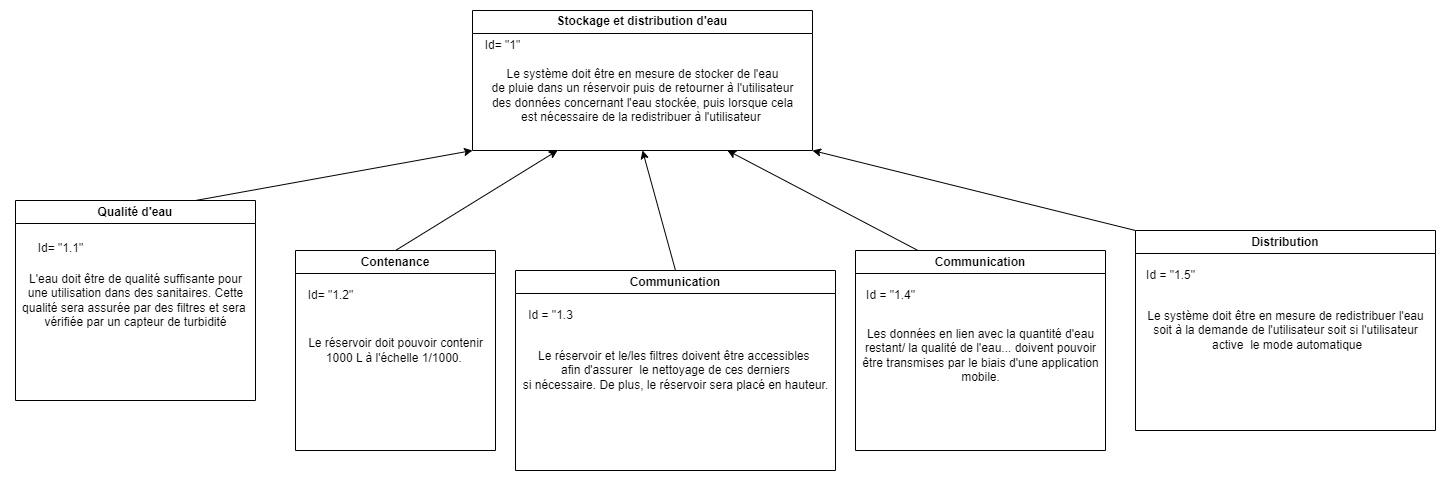 Stockage et distribution d'eau
Id= "1"
Le système doit être en mesure de stocker de l'eau
de pluie dans un réservoir puis de retourner à l'utilisateur
des données concernant l'eau stockée, puis lorsque cela
est nécessaire de la redistribuer à l'utilisateur
Qualité d'eau
Id= "1.1"
L'eau doit être de qualité suffisante pour
une utilisation dans des sanitaires. Cette
qualité sera assurée par des filtres et sera
vérifiée par un capteur de turbidité
Contenance
Id= "1.2"
Le réservoir doit pouvoir contenir
1000 L à l'échelle 1/1000.
Communication
Id = "1.3
Le réservoir et le/les filtres doivent être accessibles
afin d'assurer  le nettoyage de ces derniers
si nécessaire. De plus, le réservoir sera placé en hauteur.
Communication
Id = "1.4"
Les données en lien avec la quantité d'eau
restant/ la qualité de l'eau... doivent pouvoir
être transmises par le biais d'une application
mobile.
Distribution
Id = "1.5"
Le système doit être en mesure de redistribuer l'eau
soit à la demande de l'utilisateur soit si l'utilisateur
active  le mode automatique